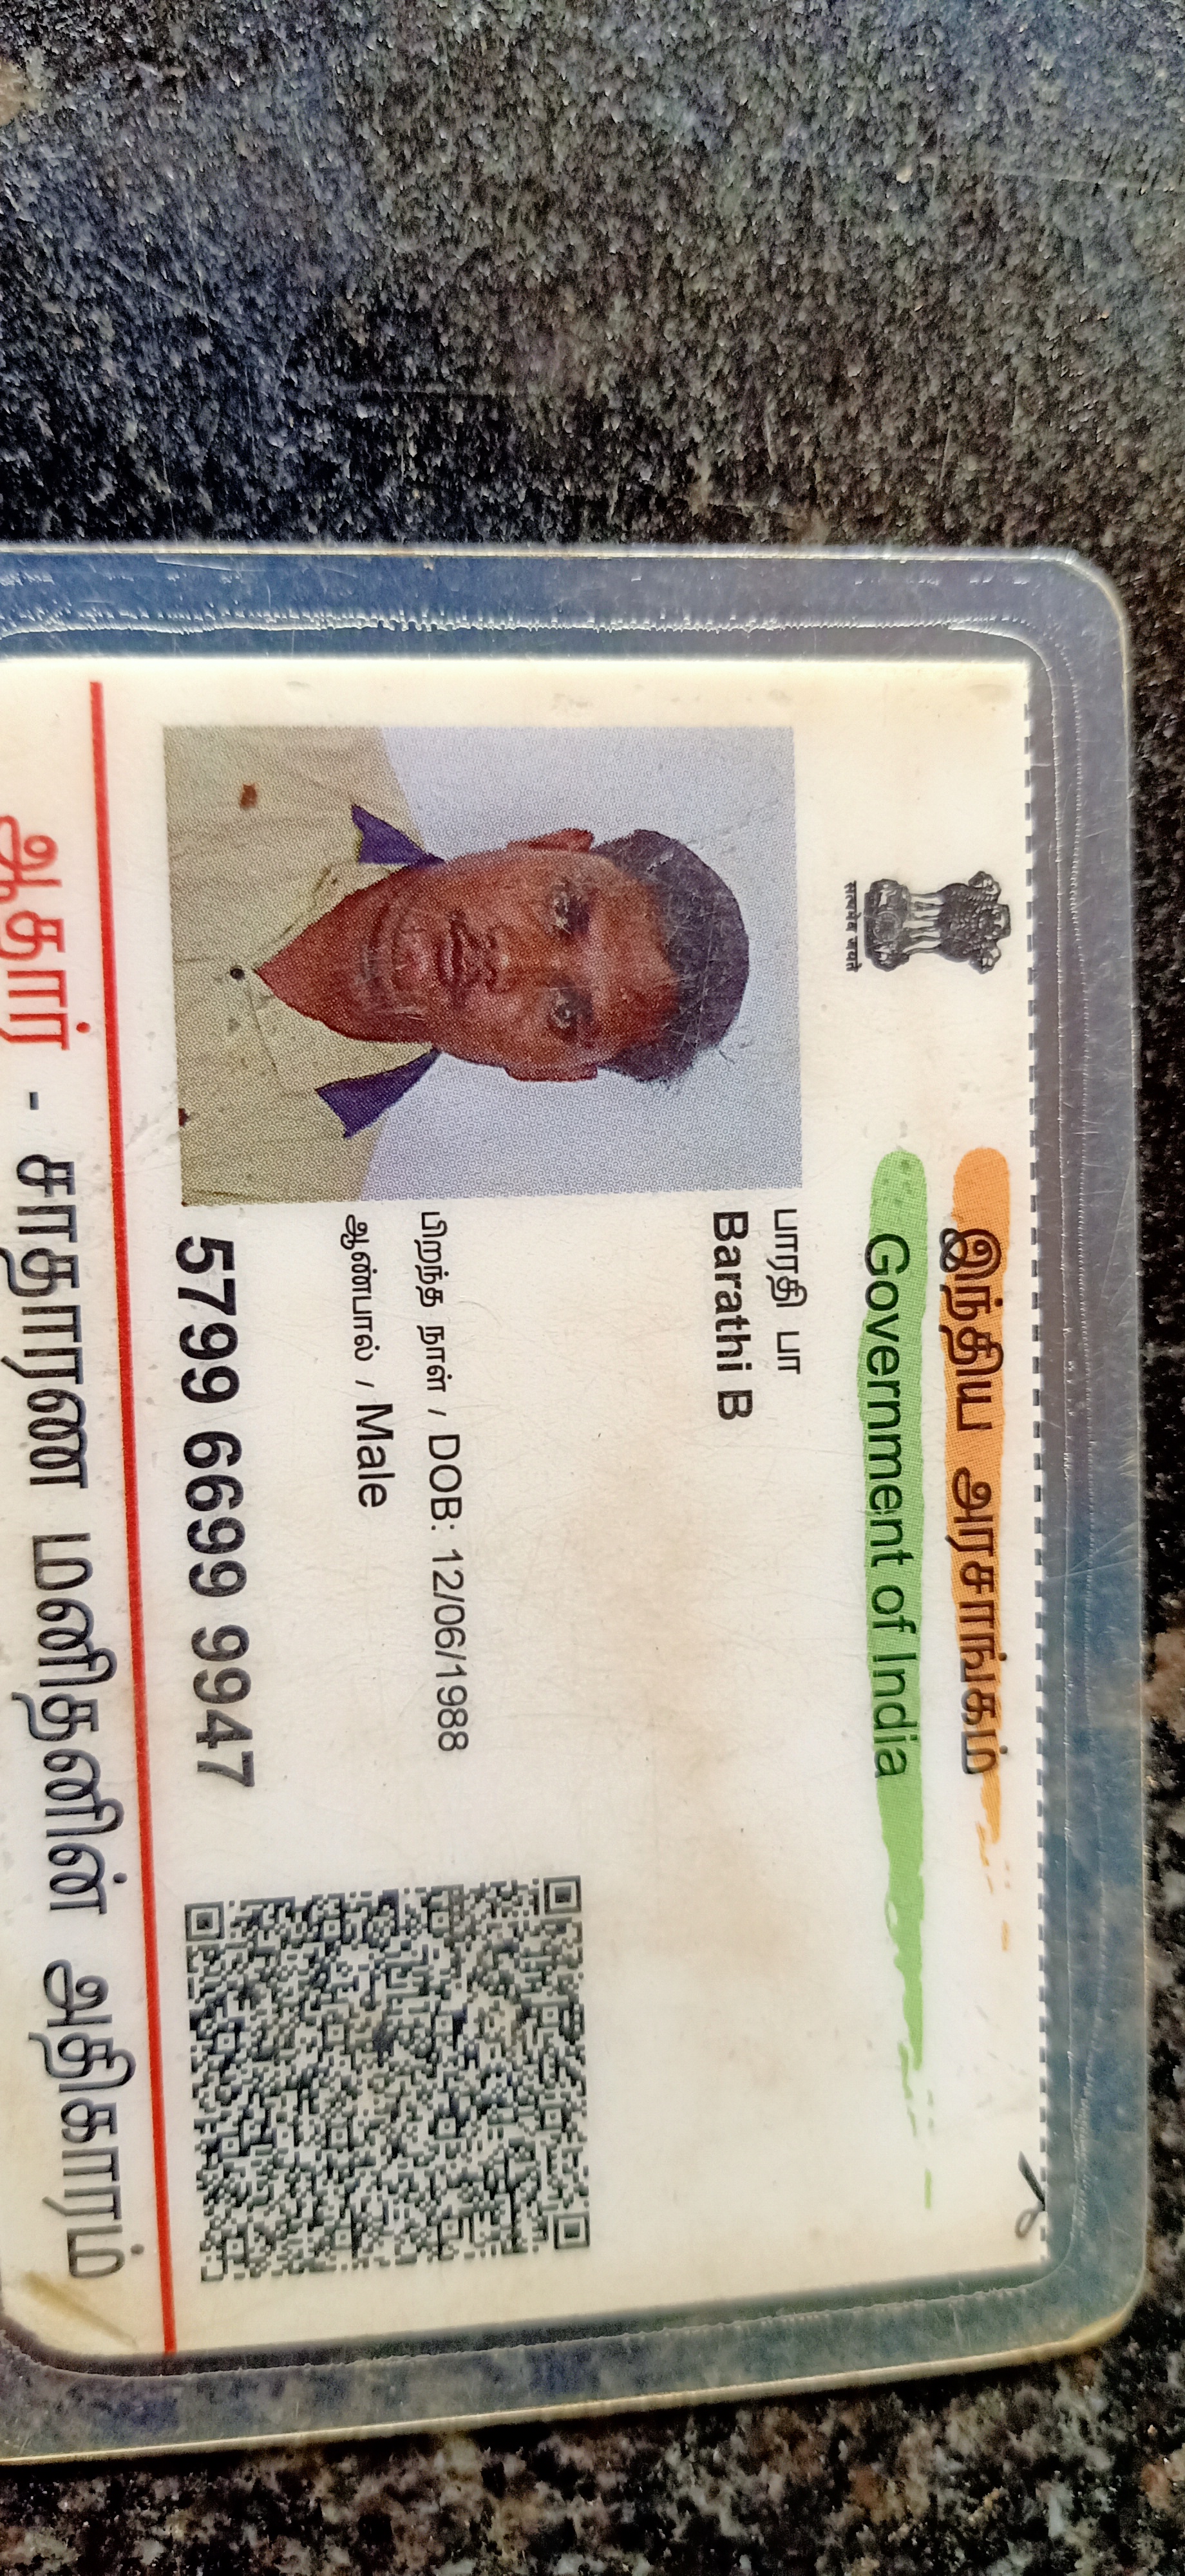 இந்திய அரசாங்கம்
Government of India
सत्यमेव जयते
பாரதி பா
Barathi B
பிறந்த நாள் / DOB: 12/06/1988
ஆண்பால் / Male
5799 6699 9947
ஆதார் - சாதாரண மனிதனின் அதிகாரம்